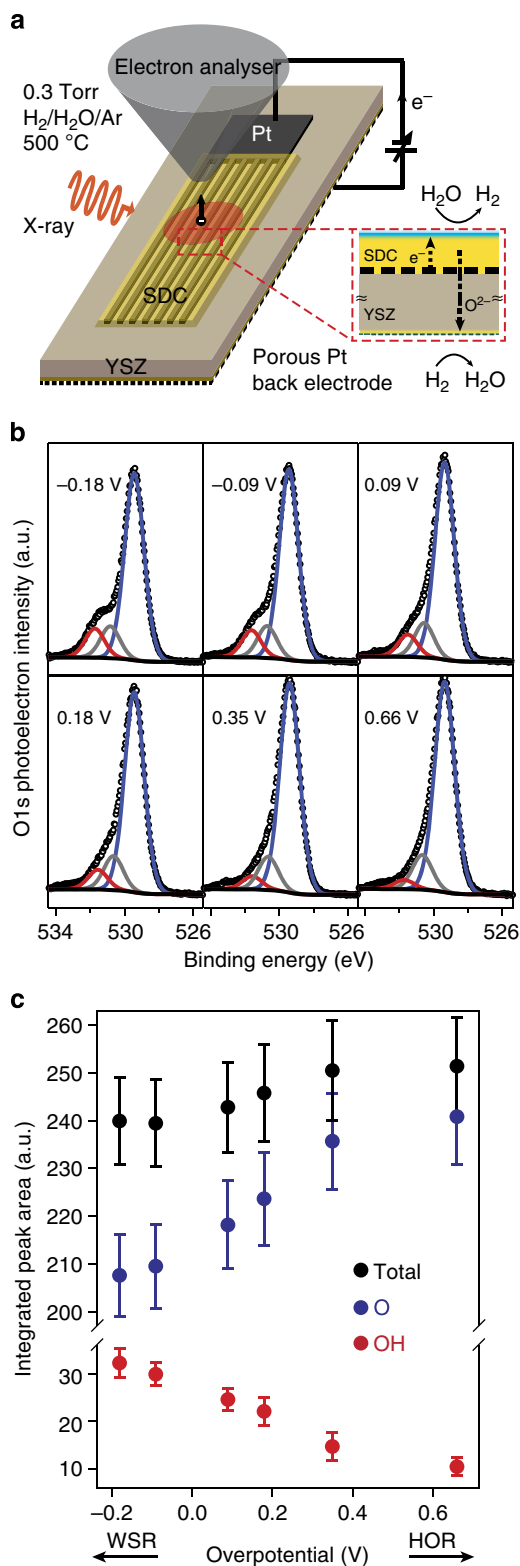 a
Electron analyser
0.3 Torr
H₂/H₂O/Ar
500 °C
e⁻
Pt
X-ray
H₂O H₂
SDC
SDC e⁻
≈ ≈
O²⁻
YSZ
YSZ
Porous Pt
back electrode
H₂ H₂O
b
O1s photoelectron intensity (a.u.)
−0.18 V −0.09 V 0.09 V
0.18 V 0.35 V 0.66 V
534 530 526 530 526 530 526
Binding energy (eV)
c
Integrated peak area (a.u.)
260
250
240
230
220
210
200
30
20
10
Total
O
OH
−0.2 0.0 0.2 0.4 0.6
WSR Overpotential (V) HOR